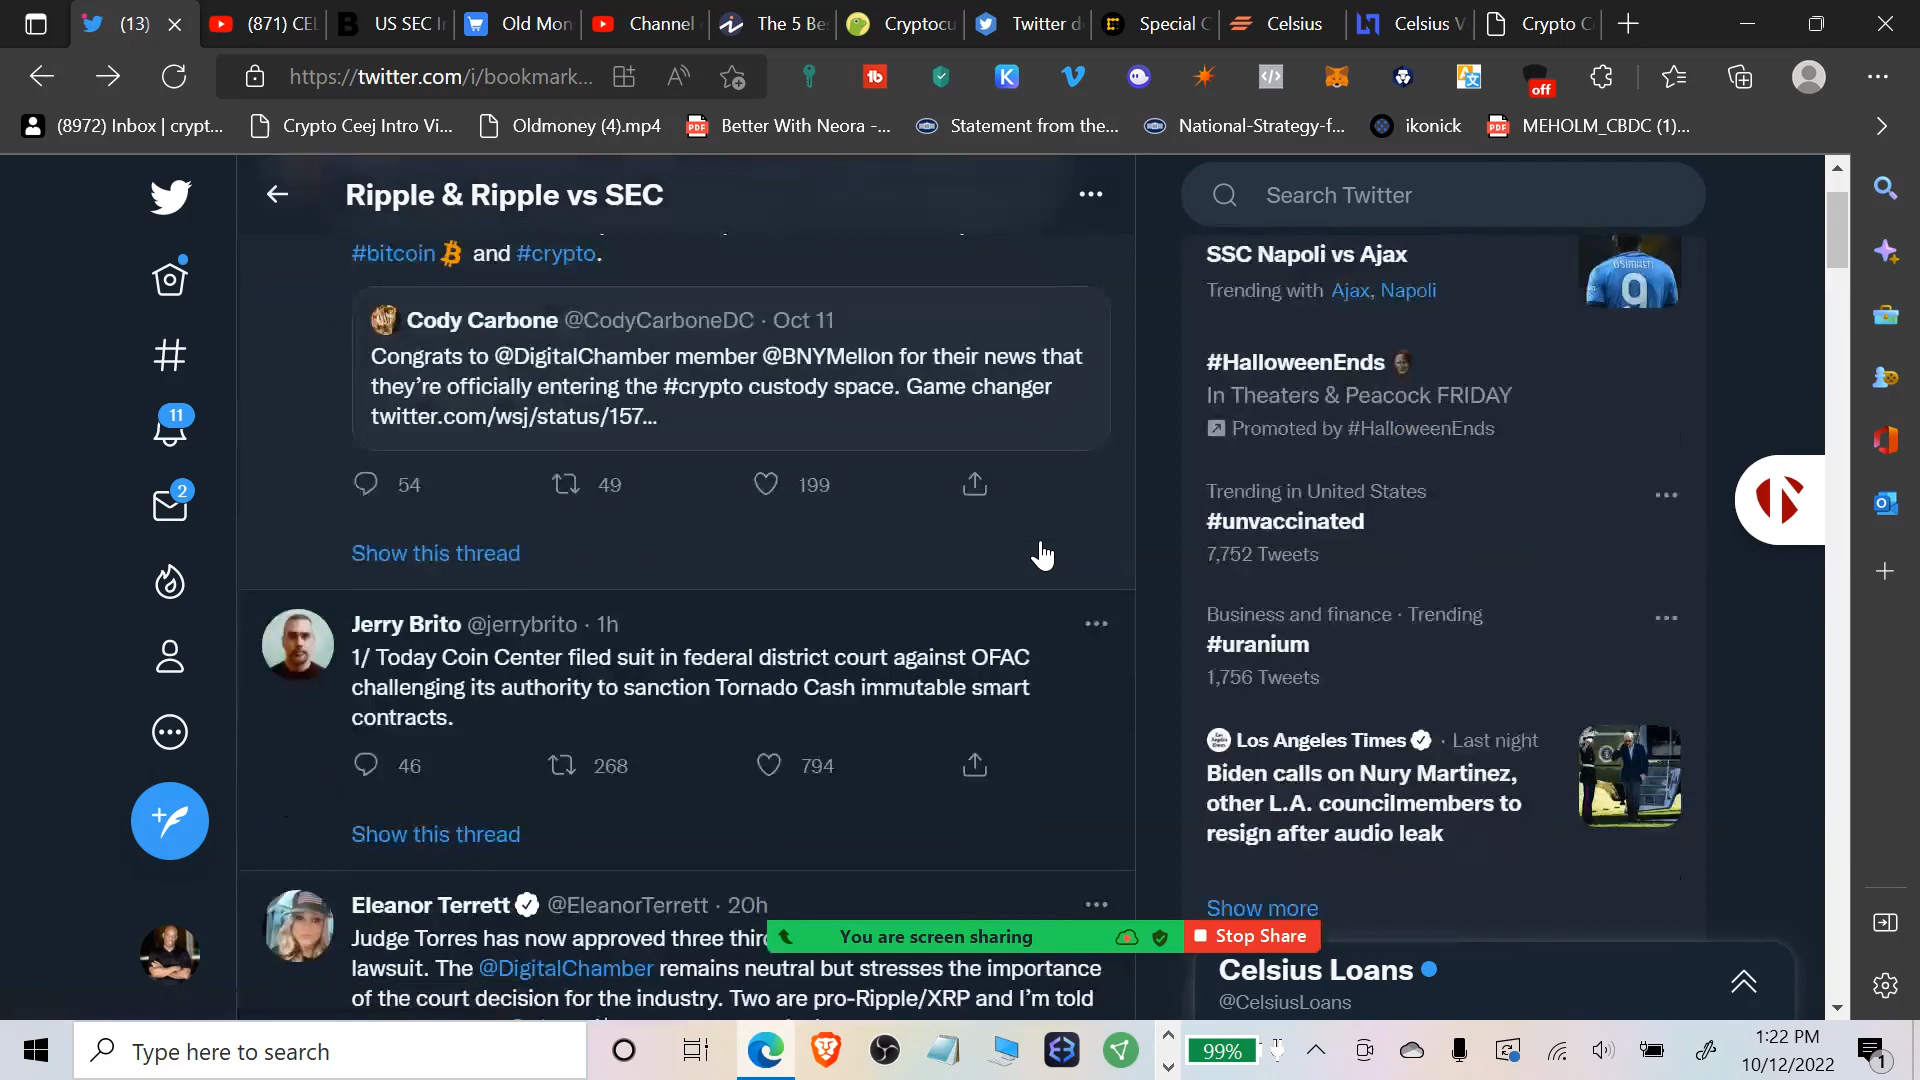 (13)
(871) CEL
US SEC I
Old Mon
Channel
The 5 Be
Cryptocu
Twitter d
Special C
Celsius
Celsius V
Crypto C
https://twitter.com/i/bookmark...
off
(8972) Inbox | crypt...
Crypto Ceej Intro Vi...
Oldmoney (4).mp4
Better With Neora -...
Statement from the...
National-Strategy-f...
ikonick
MEHOLM_CBDC (1)...
Ripple & Ripple vs SEC
#bitcoin and #crypto.
Cody Carbone @CodyCarboneDC · Oct 11
Congrats to @DigitalChamber member @BNYMellon for their news that
they're officially entering the #crypto custody space. Game changer
twitter.com/wsj/status/157...
54
49
199
Show this thread
Jerry Brito @jerrybrito · 1h
1/ Today Coin Center filed suit in federal district court against OFAC
challenging its authority to sanction Tornado Cash immutable smart
contracts.
46
268
794
Show this thread
Eleanor Terrett @EleanorTerrett · 20h
Judge Torres has now approved three thir
lawsuit. The @DigitalChamber remains neutral but stresses the importance
of the court decision for the industry. Two are pro-Ripple/XRP and I'm told
11
2
Search Twitter
SSC Napoli vs Ajax
Trending with Ajax, Napoli
OSIMHEN
9
#HalloweenEnds
In Theaters & Peacock FRIDAY
Promoted by #HalloweenEnds
Trending in United States
#unvaccinated
7,752 Tweets
Business and finance · Trending
#uranium
1,756 Tweets
Los Angeles Times · Last night
Biden calls on Nury Martinez,
other L.A. councilmembers to
resign after audio leak
Show more
You are screen sharing
Stop Share
Celsius Loans
@CelsiusLoans
Type here to search
99%
1:22 PM
10/12/2022
1